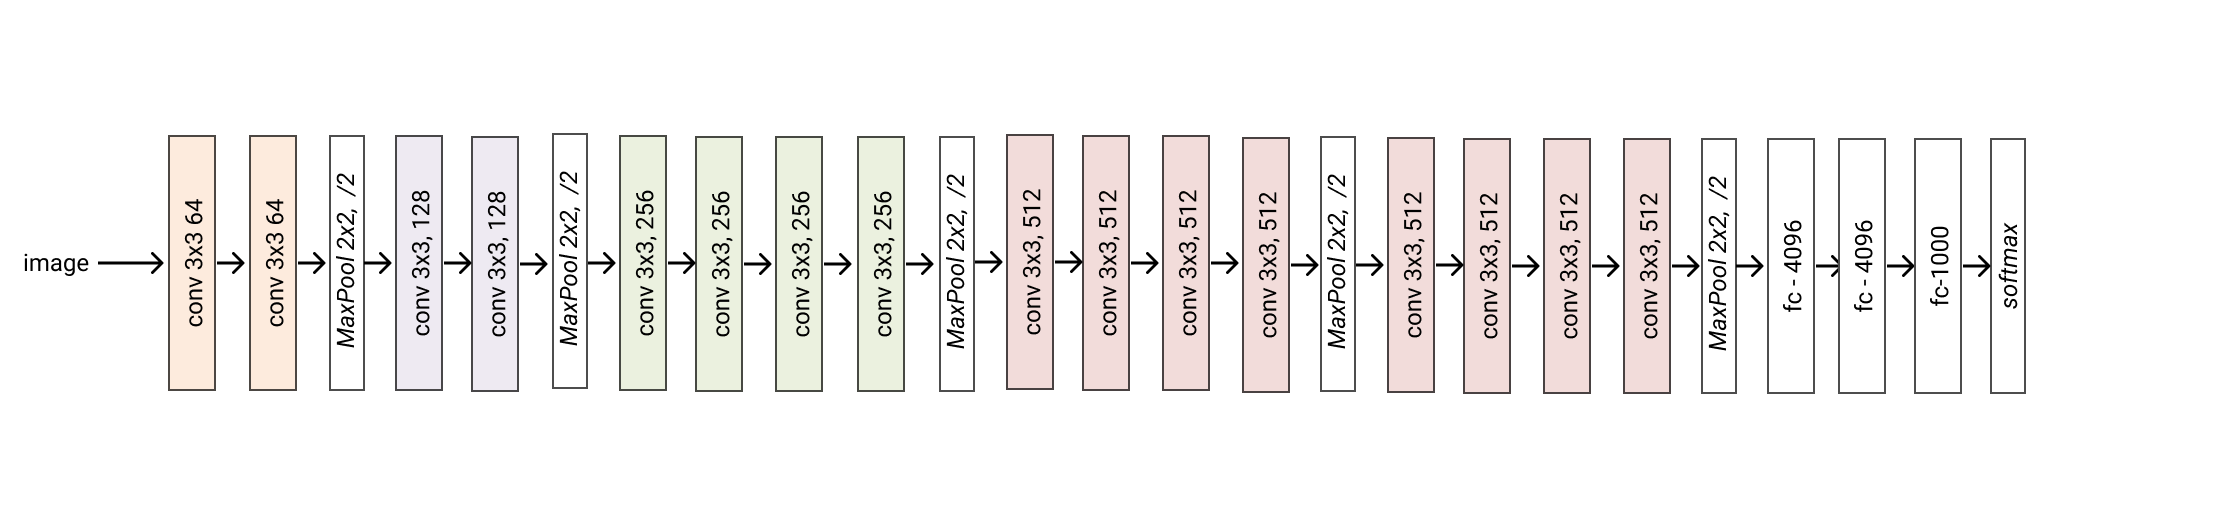 image
conv 3x3 64
conv 3x3 64
MaxPool 2x2, /2
conv 3x3, 128
conv 3x3, 128
MaxPool 2x2, /2
conv 3x3, 256
conv 3x3, 256
conv 3x3, 256
conv 3x3, 256
MaxPool 2x2, /2
conv 3x3, 512
conv 3x3, 512
conv 3x3, 512
conv 3x3, 512
MaxPool 2x2, /2
conv 3x3, 512
conv 3x3, 512
conv 3x3, 512
conv 3x3, 512
MaxPool 2x2, /2
fc - 4096
fc - 4096
fc-1000
softmax